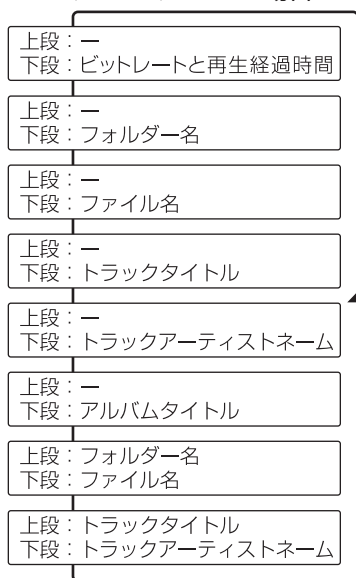 上段：ー
下段：ビットレートと再生経過時間
上段：ー
下段：フォルダー名
上段：ー
下段：ファイル名
上段：ー
下段：トラックタイトル
上段：ー
下段：トラックアーティストネーム
上段：ー
下段：アルバムタイトル
上段：フォルダー名
下段：ファイル名
上段：トラックタイトル
下段：トラックアーティストネーム